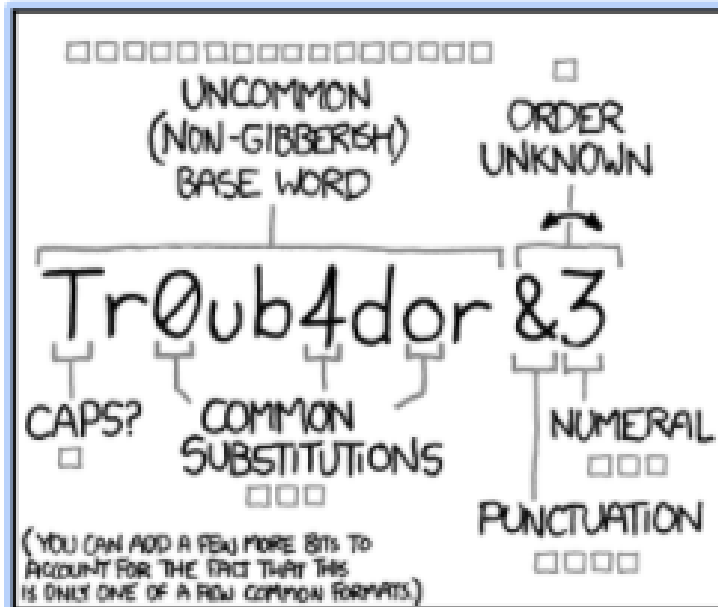 UNCOMMON
(NON-GIBBERISH)
BASE WORD
ORDER
UNKNOWN
Tr0ub4dor &3
CAPS?
COMMON
SUBSTITUTIONS
NUMERAL
PUNCTUATION
(YOU CAN ADD A FEW MORE BITS TO
ACCOUNT FOR THE FACT THAT THIS
IS ONLY ONE OF A FEW COMMON FORMATS.)